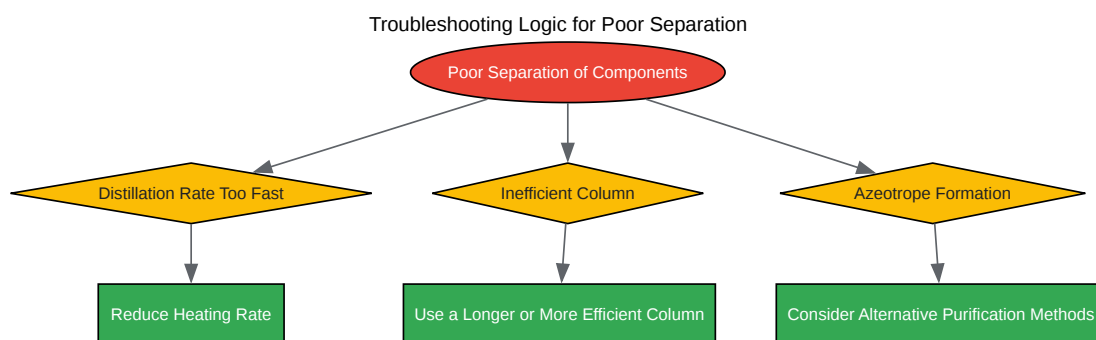 Troubleshooting Logic for Poor Separation
Poor Separation of Components
Distillation Rate Too Fast
Inefficient Column
Azeotrope Formation
Reduce Heating Rate
Use a Longer or More Efficient Column
Consider Alternative Purification Methods